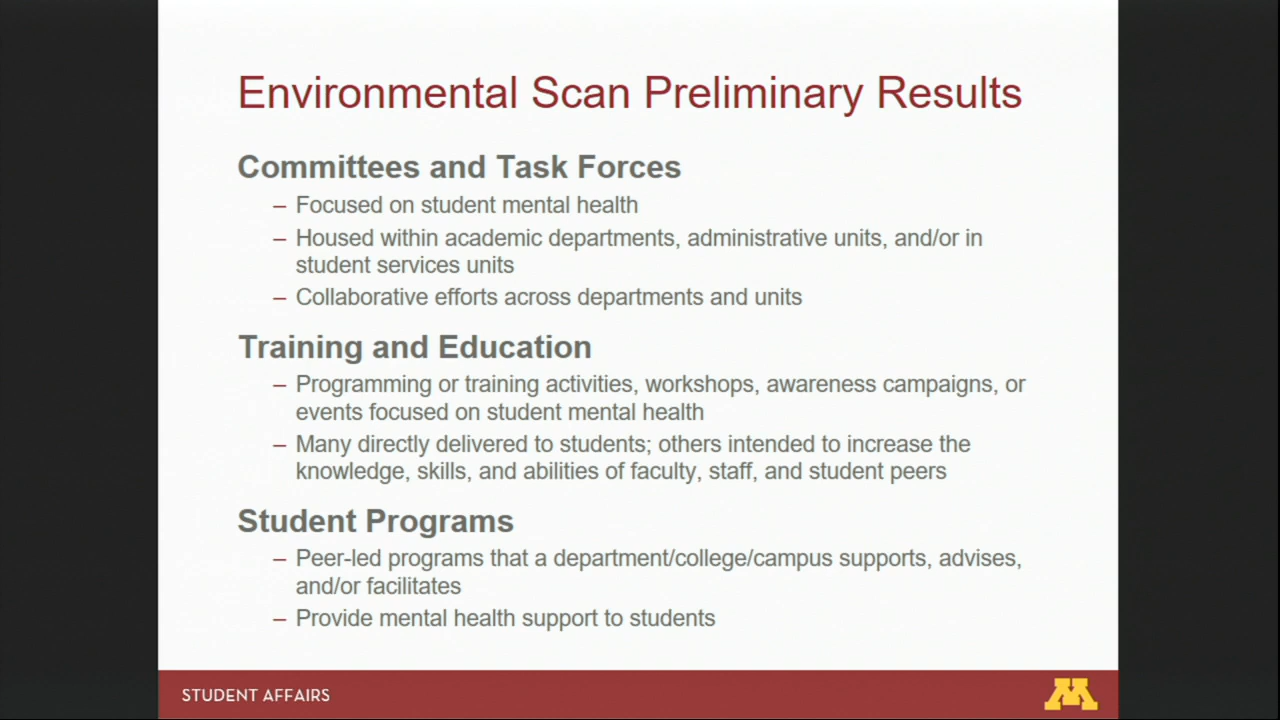 Environmental Scan Preliminary Results
Committees and Task Forces
– Focused on student mental health
– Housed within academic departments, administrative units, and/or in
student services units
– Collaborative efforts across departments and units
Training and Education
– Programming or training activities, workshops, awareness campaigns, or
events focused on student mental health
– Many directly delivered to students; others intended to increase the
knowledge, skills, and abilities of faculty, staff, and student peers
Student Programs
– Peer-led programs that a department/college/campus supports, advises,
and/or facilitates
– Provide mental health support to students
STUDENT AFFAIRS
M